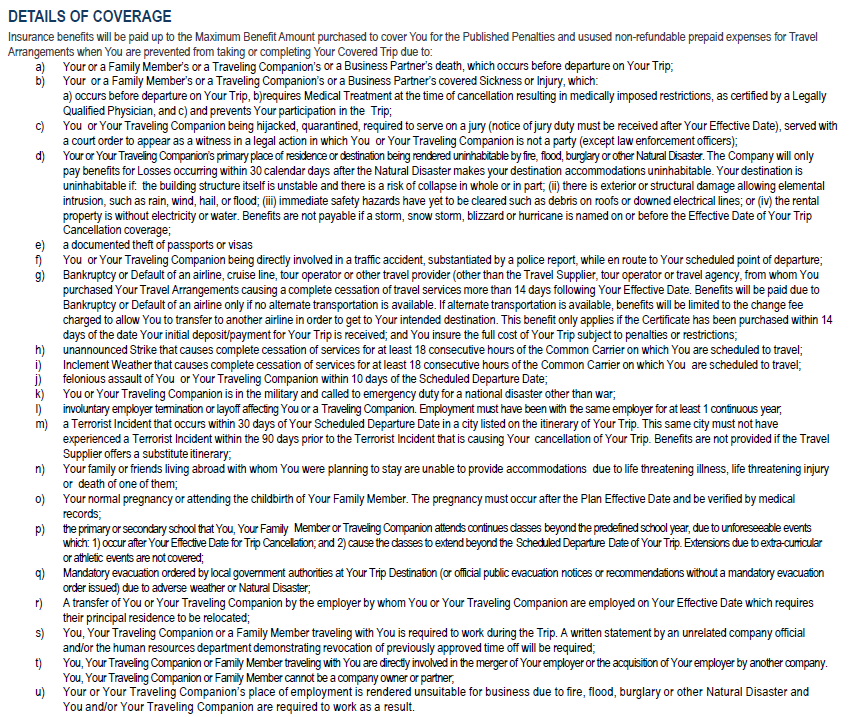 DETAILS OF COVERAGE
Insurance benefits will be paid up to the Maximum Benefit Amount purchased to cover You for the Published Penalties and usused non-refundable prepaid expenses for Travel
Arrangements when You are prevented from taking or completing Your Covered Trip due to:
a) Your or a Family Member's or a Traveling Companion's or a Business Partner's death, which occurs before departure on Your Trip;
b) Your or a Family Member's or a Traveling Companion's or a Business Partner's covered Sickness or Injury, which:
a) occurs before departure on Your Trip, b)requires Medical Treatment at the time of cancellation resulting in medically imposed restrictions, as certified by a Legally
Qualified Physician, and c) and prevents Your participation in the Trip;
c) You or Your Traveling Companion being hijacked, quarantined, required to serve on a jury (notice of jury duty must be received after Your Effective Date), served with
a court order to appear as a witness in a legal action in which You or Your Traveling Companion is not a party (except law enforcement officers);
d) Your or Your Traveling Companion's primary place of residence or destination being rendered uninhabitable by fire, flood, burglary or other Natural Disaster. The Company will only
pay benefits for Losses occurring within 30 calendar days after the Natural Disaster makes your destination accommodations uninhabitable. Your destination is
uninhabitable if: the building structure itself is unstable and there is a risk of collapse in whole or in part; (ii) there is exterior or structural damage allowing elemental
intrusion, such as rain, wind, hail, or flood; (iii) immediate safety hazards have yet to be cleared such as debris on roofs or downed electrical lines; or (iv) the rental
property is without electricity or water. Benefits are not payable if a storm, snow storm, blizzard or hurricane is named on or before the Effective Date of Your Trip
Cancellation coverage;
e) a documented theft of passports or visas
f) You or Your Traveling Companion being directly involved in a traffic accident, substantiated by a police report, while en route to Your scheduled point of departure;
g) Bankruptcy or Default of an airline, cruise line, tour operator or other travel provider (other than the Travel Supplier, tour operator or travel agency, from whom You
purchased Your Travel Arrangements causing a complete cessation of travel services more than 14 days following Your Effective Date. Benefits will be paid due to
Bankruptcy or Default of an airline only if no alternate transportation is available. If alternate transportation is available, benefits will be limited to the change fee
charged to allow You to transfer to another airline in order to get to Your intended destination. This benefit only applies if the Certificate has been purchased within 14
days of the date Your initial deposit/payment for Your Trip is received; and You insure the full cost of Your Trip subject to penalties or restrictions;
h) unannounced Strike that causes complete cessation of services for at least 18 consecutive hours of the Common Carrier on which You are scheduled to travel;
i) Inclement Weather that causes complete cessation of services for at least 18 consecutive hours of the Common Carrier on which You are scheduled to travel;
j) felonious assault of You or Your Traveling Companion within 10 days of the Scheduled Departure Date;
k) You or Your Traveling Companion is in the military and called to emergency duty for a national disaster other than war;
l) involuntary employer termination or layoff affecting You or a Traveling Companion. Employment must have been with the same employer for at least 1 continuous year;
m) a Terrorist Incident that occurs within 30 days of Your Scheduled Departure Date in a city listed on the itinerary of Your Trip. This same city must not have
experienced a Terrorist Incident within the 90 days prior to the Terrorist Incident that is causing Your cancellation of Your Trip. Benefits are not provided if the Travel
Supplier offers a substitute itinerary;
n) Your family or friends living abroad with whom You were planning to stay are unable to provide accommodations due to life threatening illness, life threatening injury
or death of one of them;
o) Your normal pregnancy or attending the childbirth of Your Family Member. The pregnancy must occur after the Plan Effective Date and be verified by medical
records;
p) the primary or secondary school that You, Your Family Member or Traveling Companion attends continues classes beyond the predefined school year, due to unforeseeable events
which: 1) occur after Your Effective Date for Trip Cancellation; and 2) cause the classes to extend beyond the Scheduled Departure Date of Your Trip. Extensions due to extra-curricular
or athletic events are not covered;
q) Mandatory evacuation ordered by local government authorities at Your Trip Destination (or official public evacuation notices or recommendations without a mandatory evacuation
order issued) due to adverse weather or Natural Disaster;
r) A transfer of You or Your Traveling Companion by the employer by whom You or Your Traveling Companion are employed on Your Effective Date which requires
their principal residence to be relocated;
s) You, Your Traveling Companion or a Family Member traveling with You is required to work during the Trip. A written statement by an unrelated company official
and/or the human resources department demonstrating revocation of previously approved time off will be required;
t) You, Your Traveling Companion or Family Member traveling with You are directly involved in the merger of Your employer or the acquisition of Your employer by another company.
You, Your Traveling Companion or Family Member cannot be a company owner or partner;
u) Your or Your Traveling Companion's place of employment is rendered unsuitable for business due to fire, flood, burglary or other Natural Disaster and
You and/or Your Traveling Companion are required to work as a result.